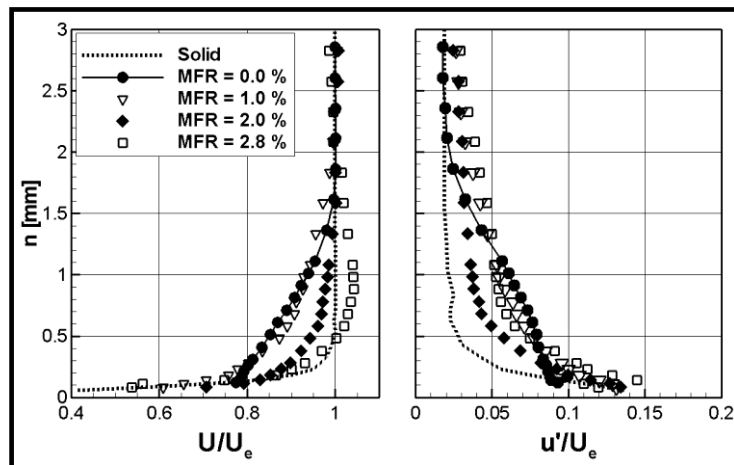 3
2.5
2
1.5
1
0.5
0
n [mm]
Solid
MFR = 0.0 %
MFR = 1.0 %
MFR = 2.0 %
MFR = 2.8 %
0.4 0.6 0.8 1
U/Ue
0 0.05 0.1 0.15 0.2
u'/Ue